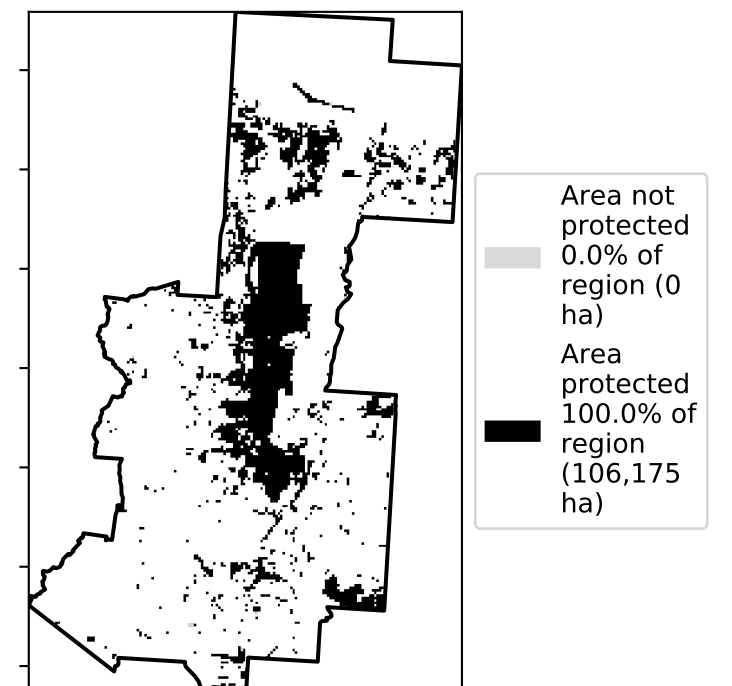 Area not
protected
0.0% of
region (0
ha)
Area
protected
100.0% of
region
(106,175
ha)